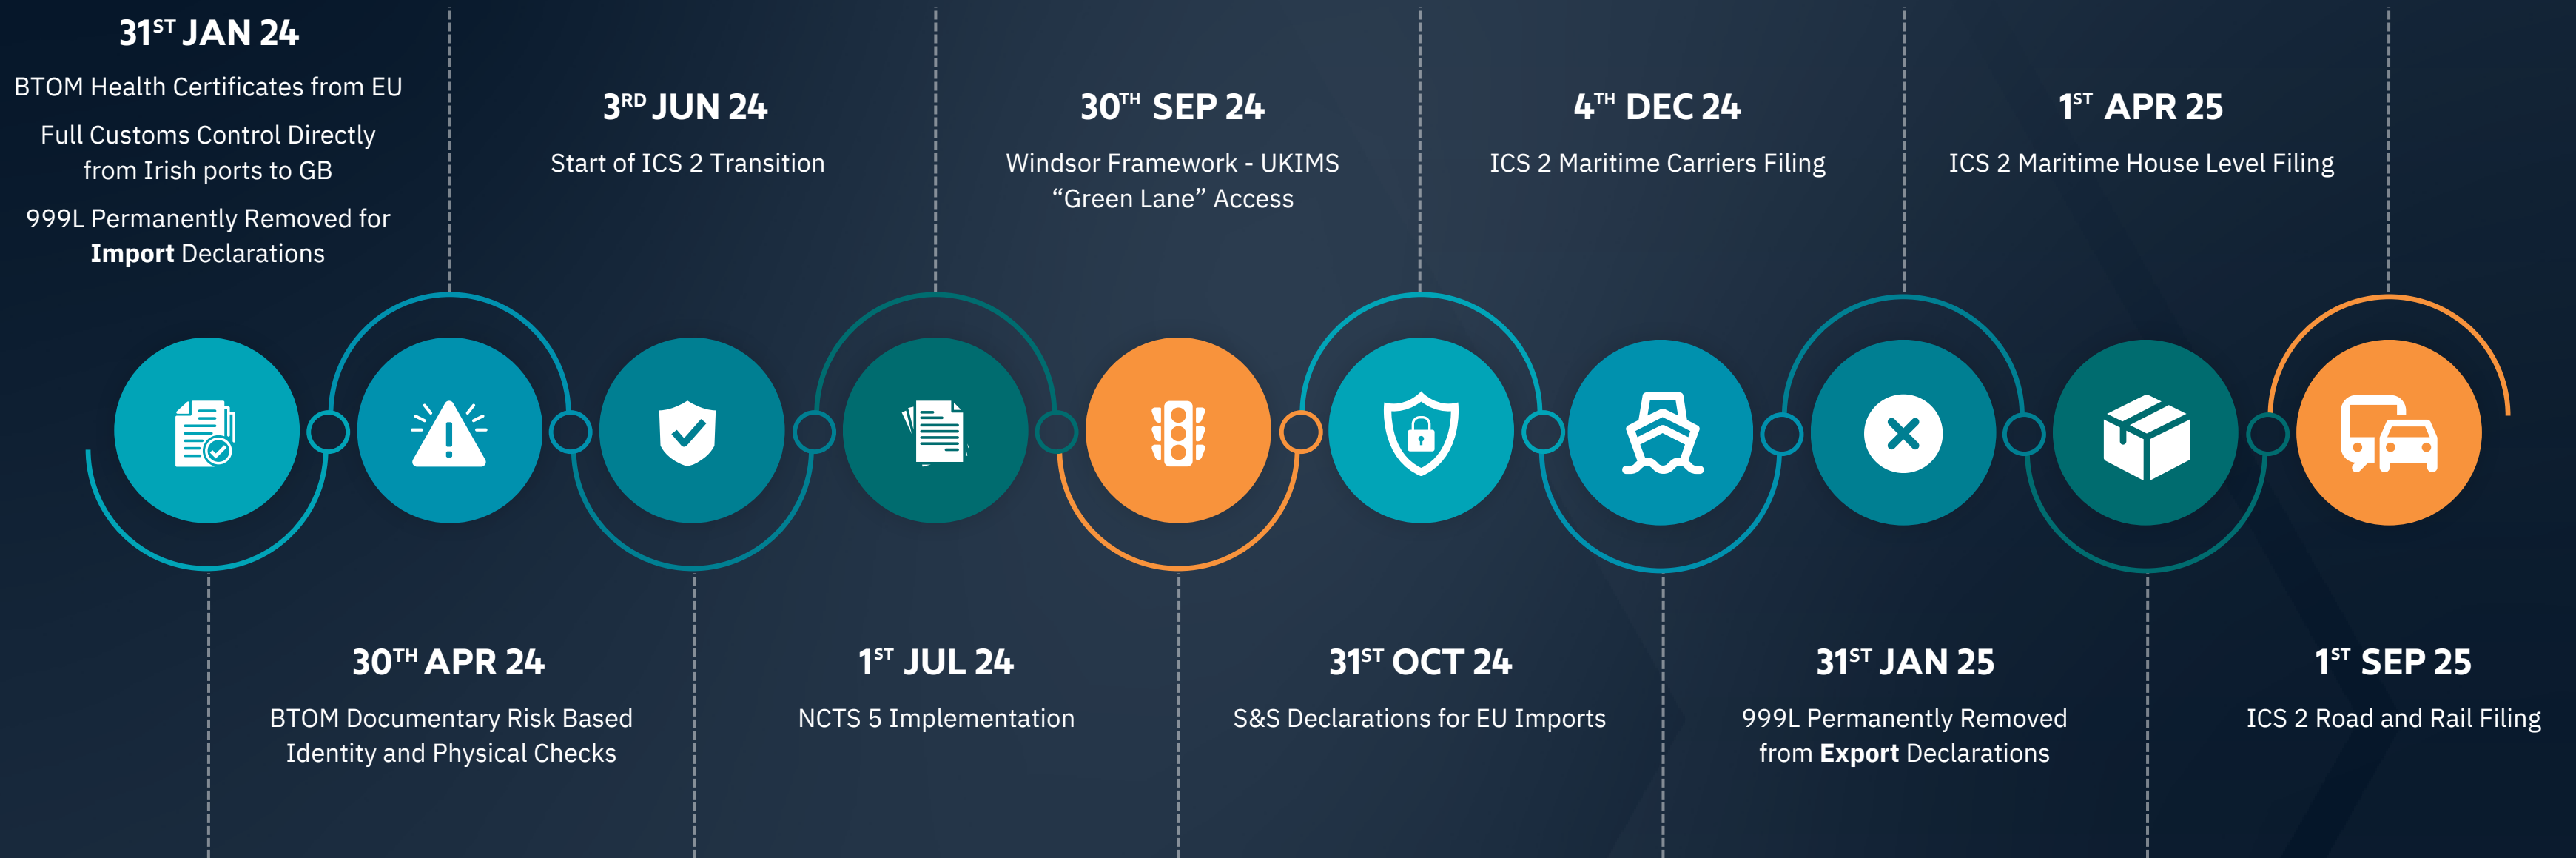 31ST JAN 24
BTOM Health Certificates from EU
Full Customs Control Directly
from Irish ports to GB
999L Permanently Removed for
Import Declarations
30TH APR 24
BTOM Documentary Risk Based
Identity and Physical Checks
3RD JUN 24
Start of ICS 2 Transition
1ST JUL 24
NCTS 5 Implementation
30TH SEP 24
Windsor Framework - UKIMS
“Green Lane” Access
31ST OCT 24
S&S Declarations for EU Imports
4TH DEC 24
ICS 2 Maritime Carriers Filing
31ST JAN 25
999L Permanently Removed
from Export Declarations
1ST APR 25
ICS 2 Maritime House Level Filing
1ST SEP 25
ICS 2 Road and Rail Filing